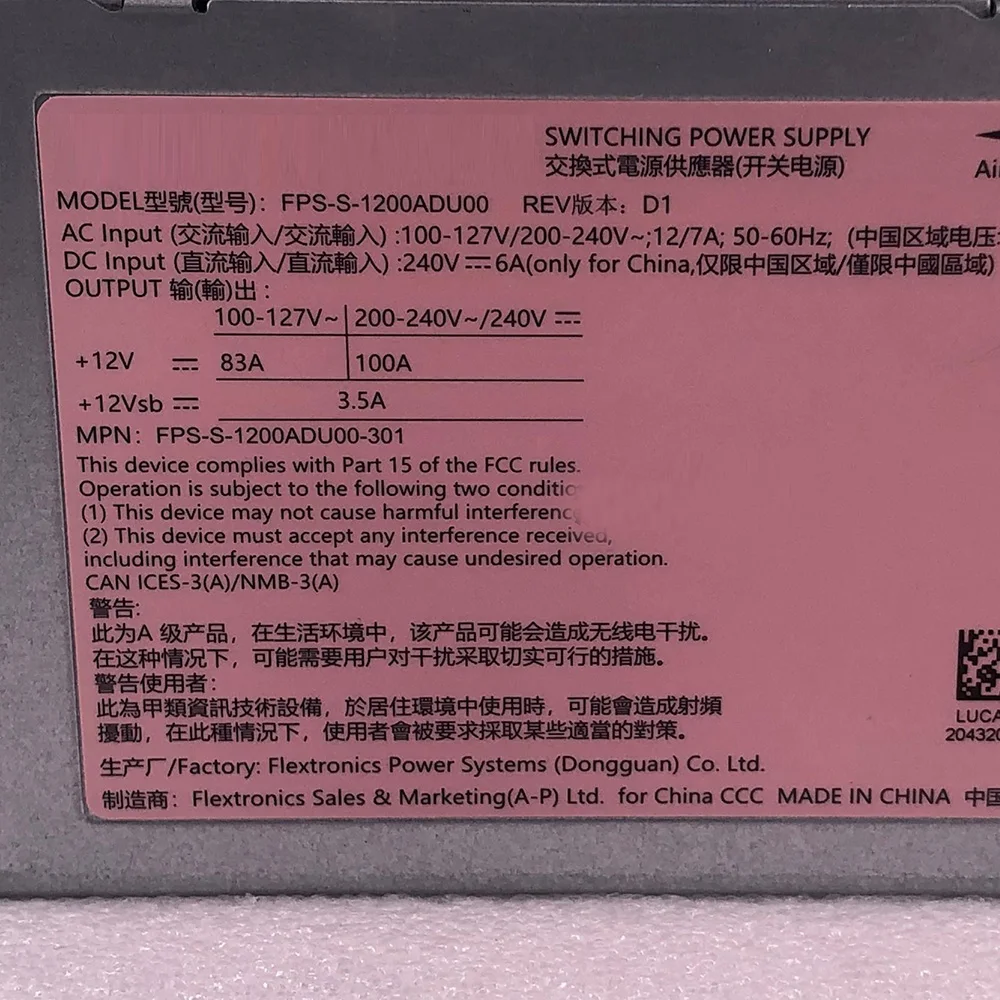 SWITCHING POWER SUPPLY
交換式電源供應器(开关电源)
MODEL型號(型号): FPS-S-1200ADU00 REV版本: D1
AC Input (交流输入/交流輸入) :100-127V/200-240V~;12/7A; 50-60Hz; (中国区域电压
DC Input (直流输入/直流輸入) :240V⎓6A(only for China,仅限中国区域/僅限中國區域)
OUTPUT 输(輸)出 :
100-127V~ 200-240V~/240V ⎓
+12V ⎓ 83A 100A
+12Vsb ⎓ 3.5A
MPN: FPS-S-1200ADU00-301
This device complies with Part 15 of the FCC rules.
Operation is subject to the following two conditio
(1) This device may not cause harmful interferenc
(2) This device must accept any interference received,
including interference that may cause undesired operation.
CAN ICES-3(A)/NMB-3(A)
警告:
此为A 级产品，在生活环境中，该产品可能会造成无线电干扰。
在这种情况下，可能需要用户对干扰采取切实可行的措施。
警告使用者:
此為甲類資訊技術設備，於居住環境中使用時，可能會造成射頻
擾動，在此種情況下，使用者會被要求採取某些適當的對策。
LUCA
204320
生产厂/Factory: Flextronics Power Systems (Dongguan) Co. Ltd.
制造商: Flextronics Sales & Marketing(A-P) Ltd. for China CCC MADE IN CHINA 中国